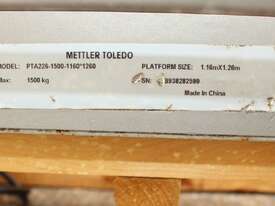 METTLER TOLEDO
MODEL: PTA226-1500-1160*1260 PLATFORM SIZE: 1.16mX1.26m
Max: 1500 kg SN:
Made In China